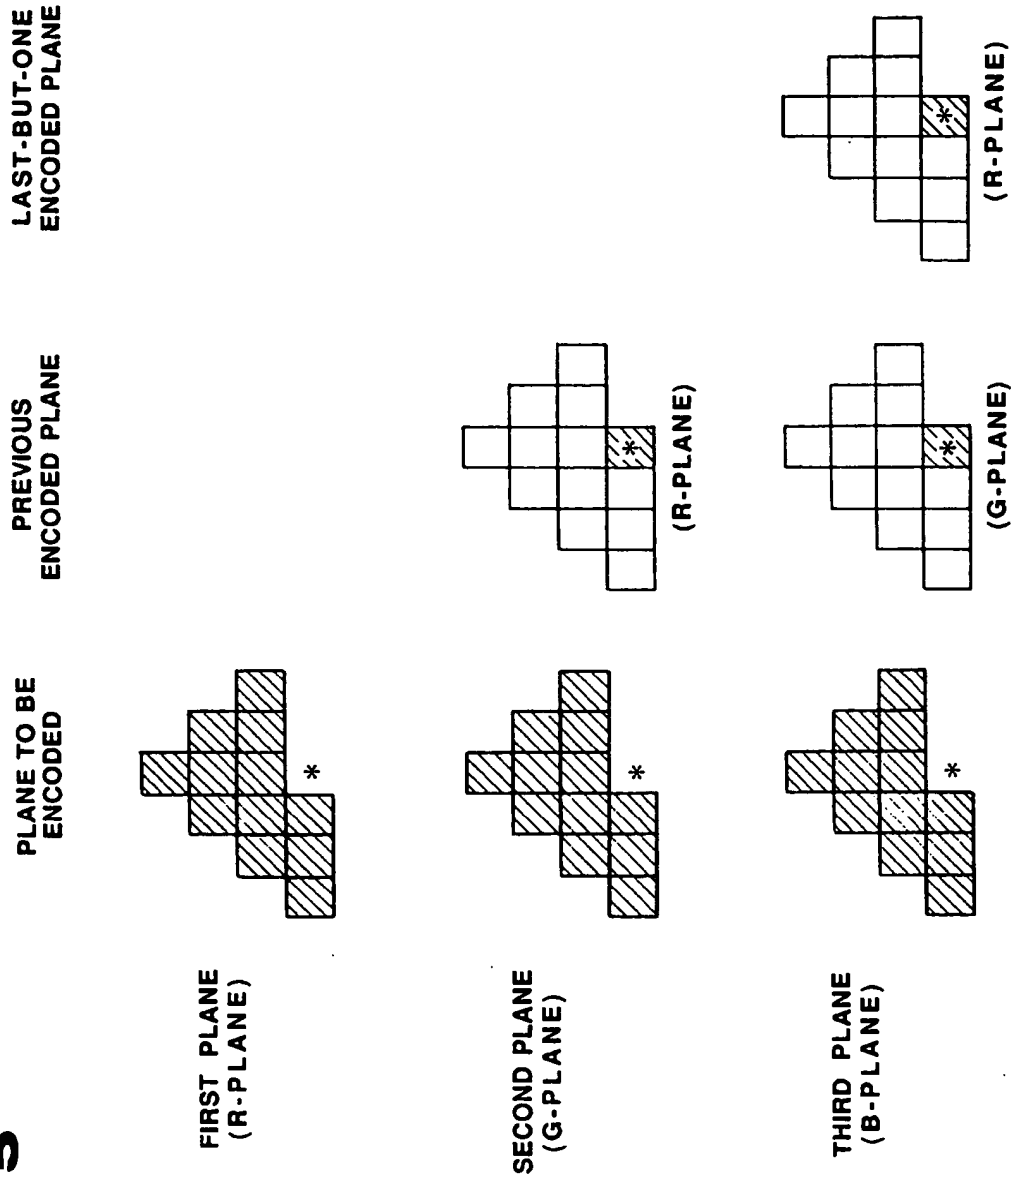 PLANE TO BE
ENCODED
PREVIOUS
ENCODED PLANE
LAST-BUT-ONE
ENCODED PLANE
FIRST PLANE
(R-PLANE)
*
SECOND PLANE
(G-PLANE)
*
*
(R-PLANE)
THIRD PLANE
(B-PLANE)
*
*
(G-PLANE)
*
(R-PLANE)